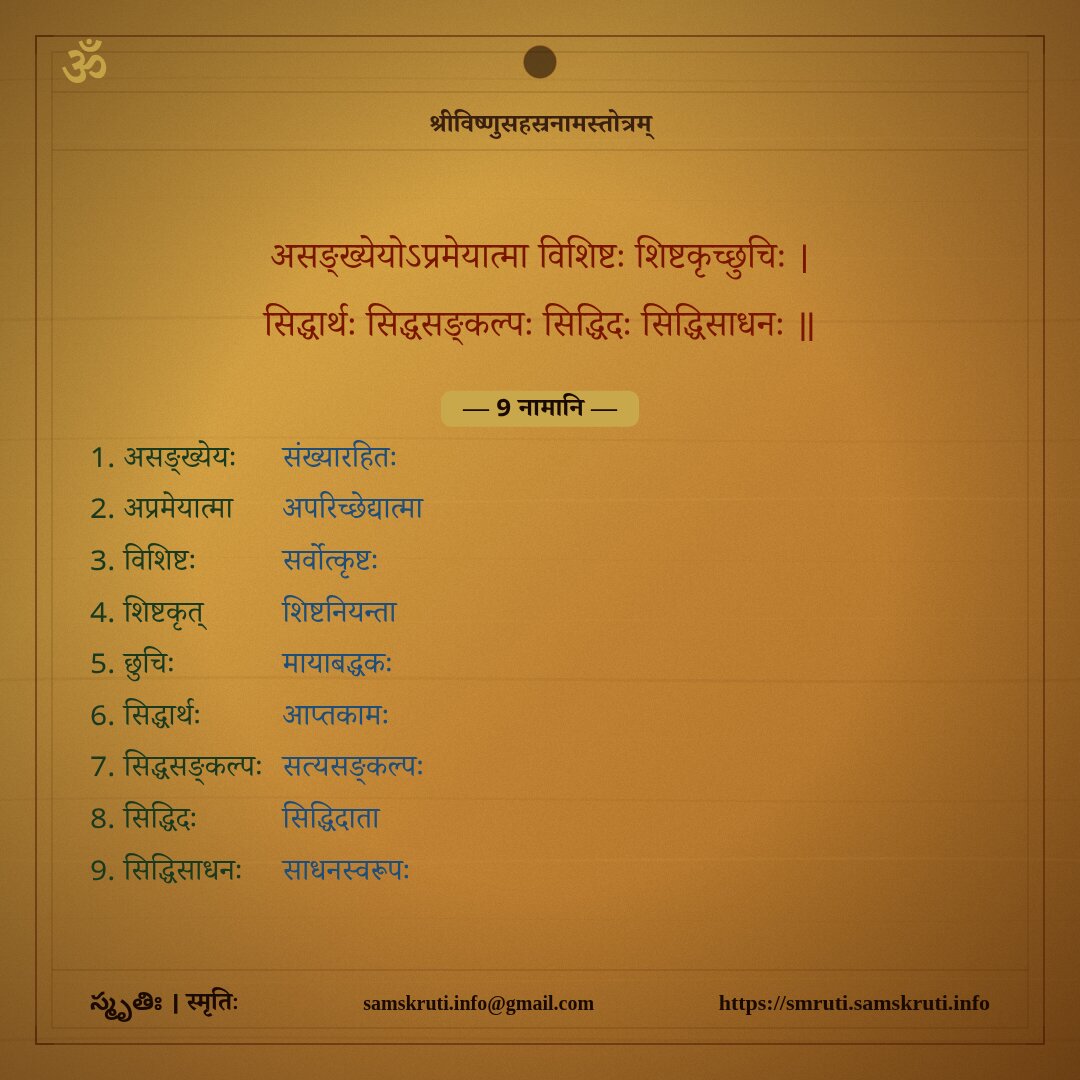 ॐ
श्रीविष्णुसहस्रनामस्तोत्रम्
असङ्ख्येयोऽप्रमेयात्मा विशिष्टः शिष्टकृच्छुचिः |
सिद्धार्थः सिद्धसङ्कल्पः सिद्धिदः सिद्धिसाधनः ||
— 9 नामानि —
1. असङ्ख्येयः संख्यारहितः
2. अप्रमेयात्मा अपरिच्छेद्यात्मा
3. विशिष्टः सर्वोत्कृष्टः
4. शिष्टकृत् शिष्टनियन्ता
5. छुचिः मायाबद्धकः
6. सिद्धार्थः आप्तकामः
7. सिद्धसङ्कल्पः सत्यसङ्कल्पः
8. सिद्धिदः सिद्धिदाता
9. सिद्धिसाधनः साधनस्वरूपः
స్మృతిః | स्मृतिः samskruti.info@gmail.com https://smruti.samskruti.info